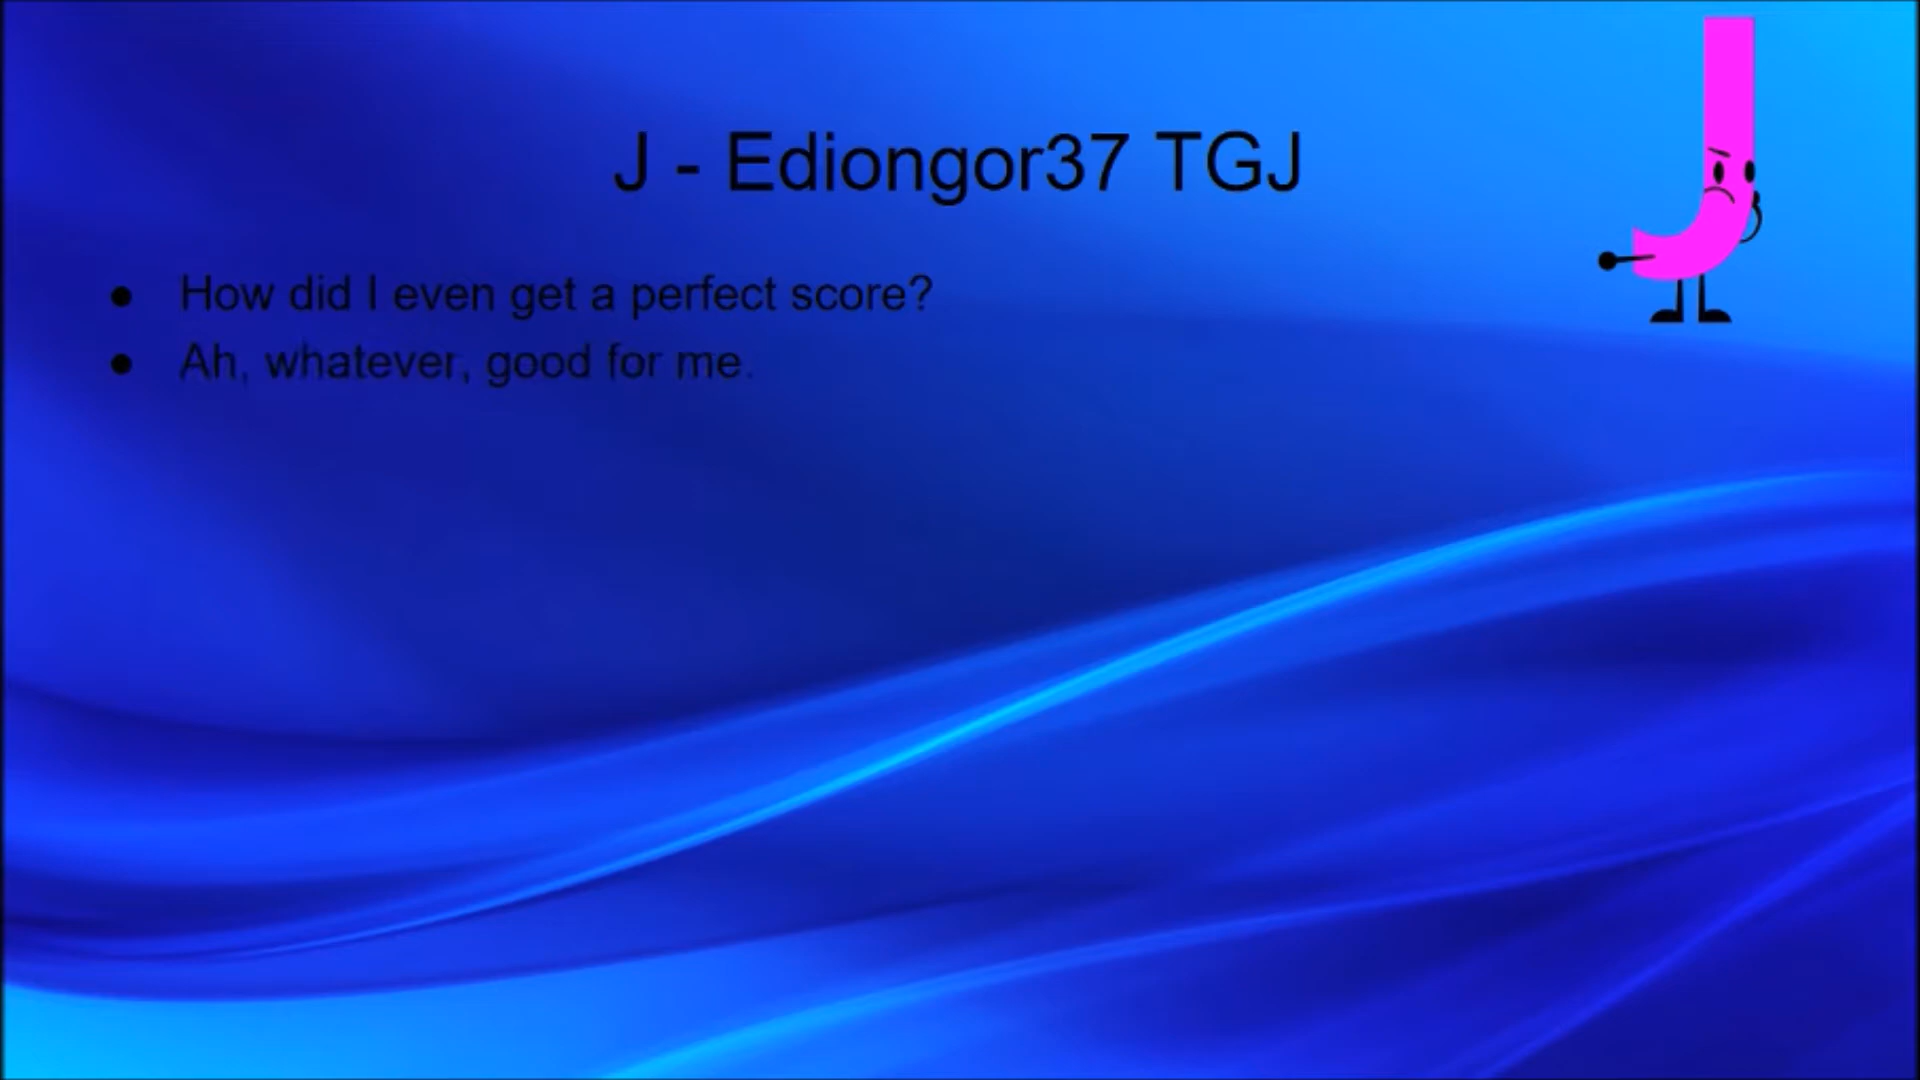 J - Ediongor37 TGJ
● How did I even get a perfect score?
● Ah, whatever, good for me.